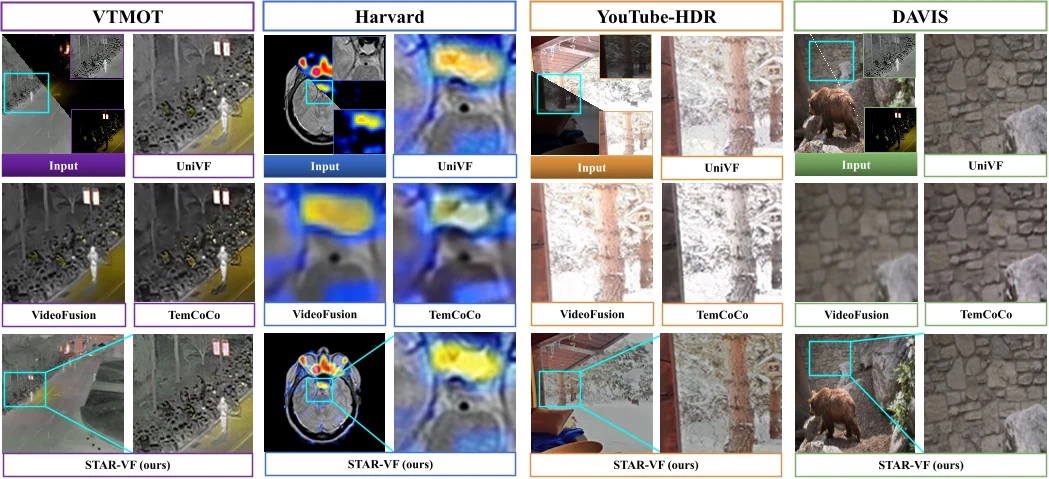 VTMOT
Harvard
YouTube-HDR
DAVIS
Input
UniVF
Input
UniVF
Input
UniVF
Input
UniVF
VideoFusion
TemCoCo
VideoFusion
TemCoCo
VideoFusion
TemCoCo
VideoFusion
TemCoCo
STAR-VF (ours)
STAR-VF (ours)
STAR-VF (ours)
STAR-VF (ours)